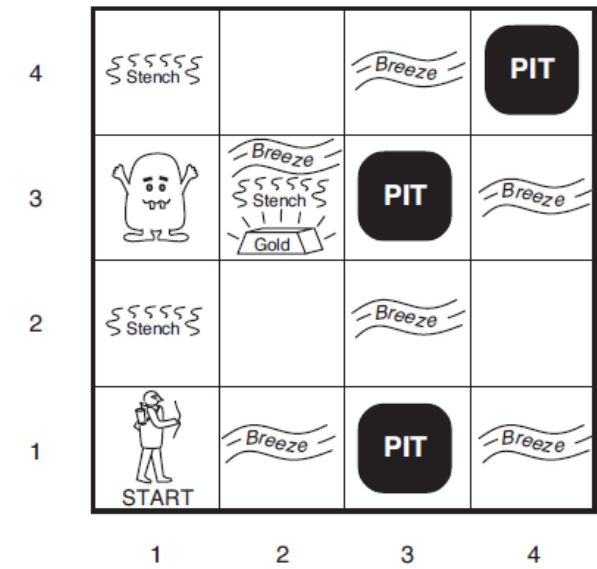 4
Stench
Breeze
PIT
3
Breeze
Stench
Gold
PIT
Breeze
2
Stench
Breeze
1
START
Breeze
PIT
Breeze
1 2 3 4